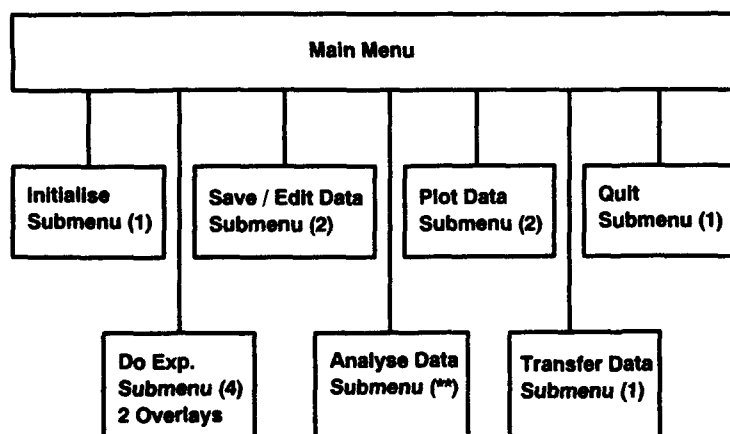 Main Menu
Initialise
Submenu (1)
Save / Edit Data
Submenu (2)
Plot Data
Submenu (2)
Quit
Submenu (1)
Do Exp.
Submenu (4)
2 Overlays
Analyse Data
Submenu (**)
Transfer Data
Submenu (1)